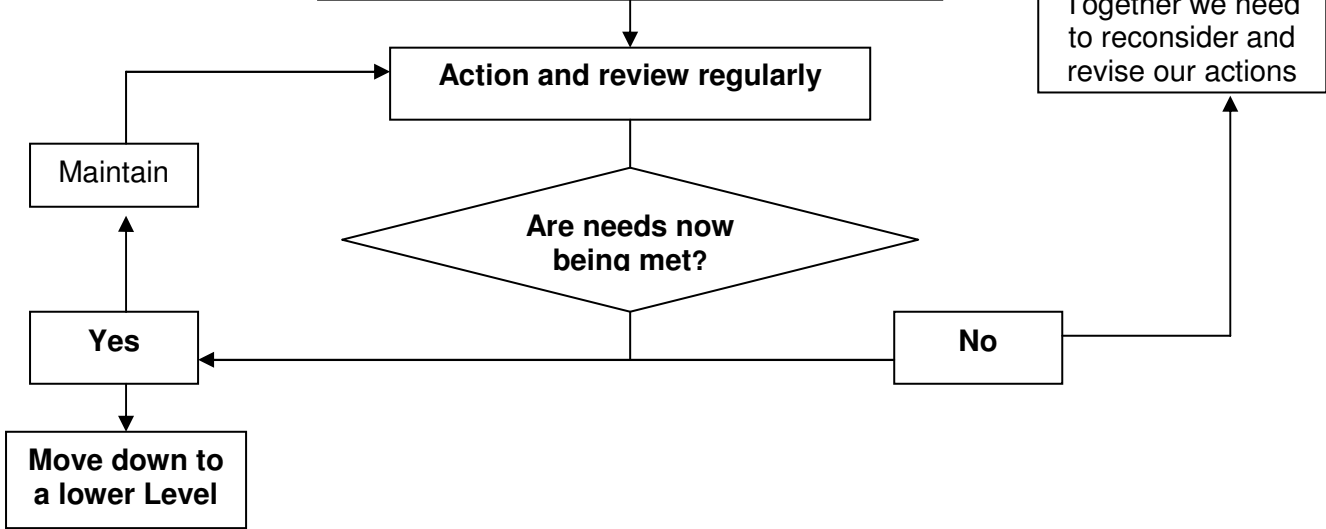 Together we need
to reconsider and
revise our actions
Action and review regularly
Maintain
Are needs now
being met?
Yes
No
Move down to
a lower Level